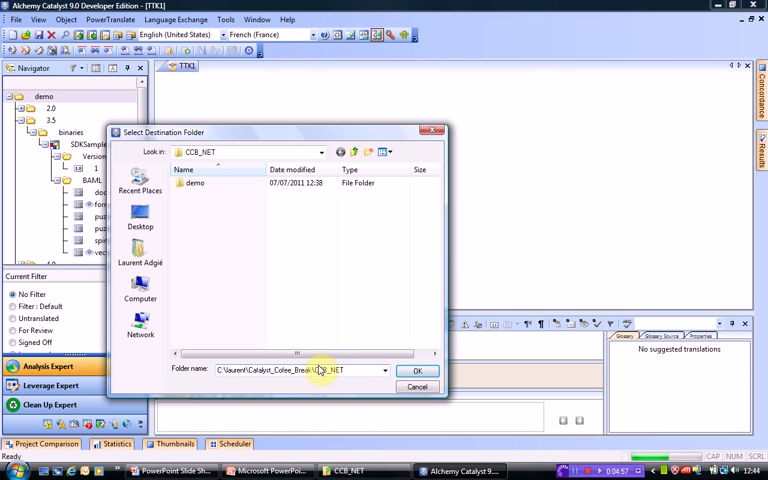 Alchemy Catalyst 9.0 Developer Edition - [TTK1]
File Object PowerTranslate Language Exchange Tools Window Help
English (United States) French (France)
Navigator TTK1
demo
2.0
3.5
binaries
SDKSample
Version
1
BAML
Select Destination Folder
Look in: CCB_NET
Name Date modified Type Size
demo 07/07/2011 12:38 File Folder
Recent Places
Desktop
Laurent Adgié
Computer
Network
Folder name: C:\laurent\Catalyst_Cofee_Break\CCB_NET OK
Cancel
Current Filter
No Filter
Filter : Default
Untranslated
For Review
Signed Off
Analysis Expert
Leverage Expert
Clean Up Expert
Concordance
Results
Glossary Glossary Source Properties
No suggested translations
Project Comparison Statistics Thumbnails Scheduler
Ready CAP NUM SCRL
PowerPoint Slide Sh... Microsoft PowerPoi... CCB_NET Alchemy Catalyst 9.... 0:04:57 12:44